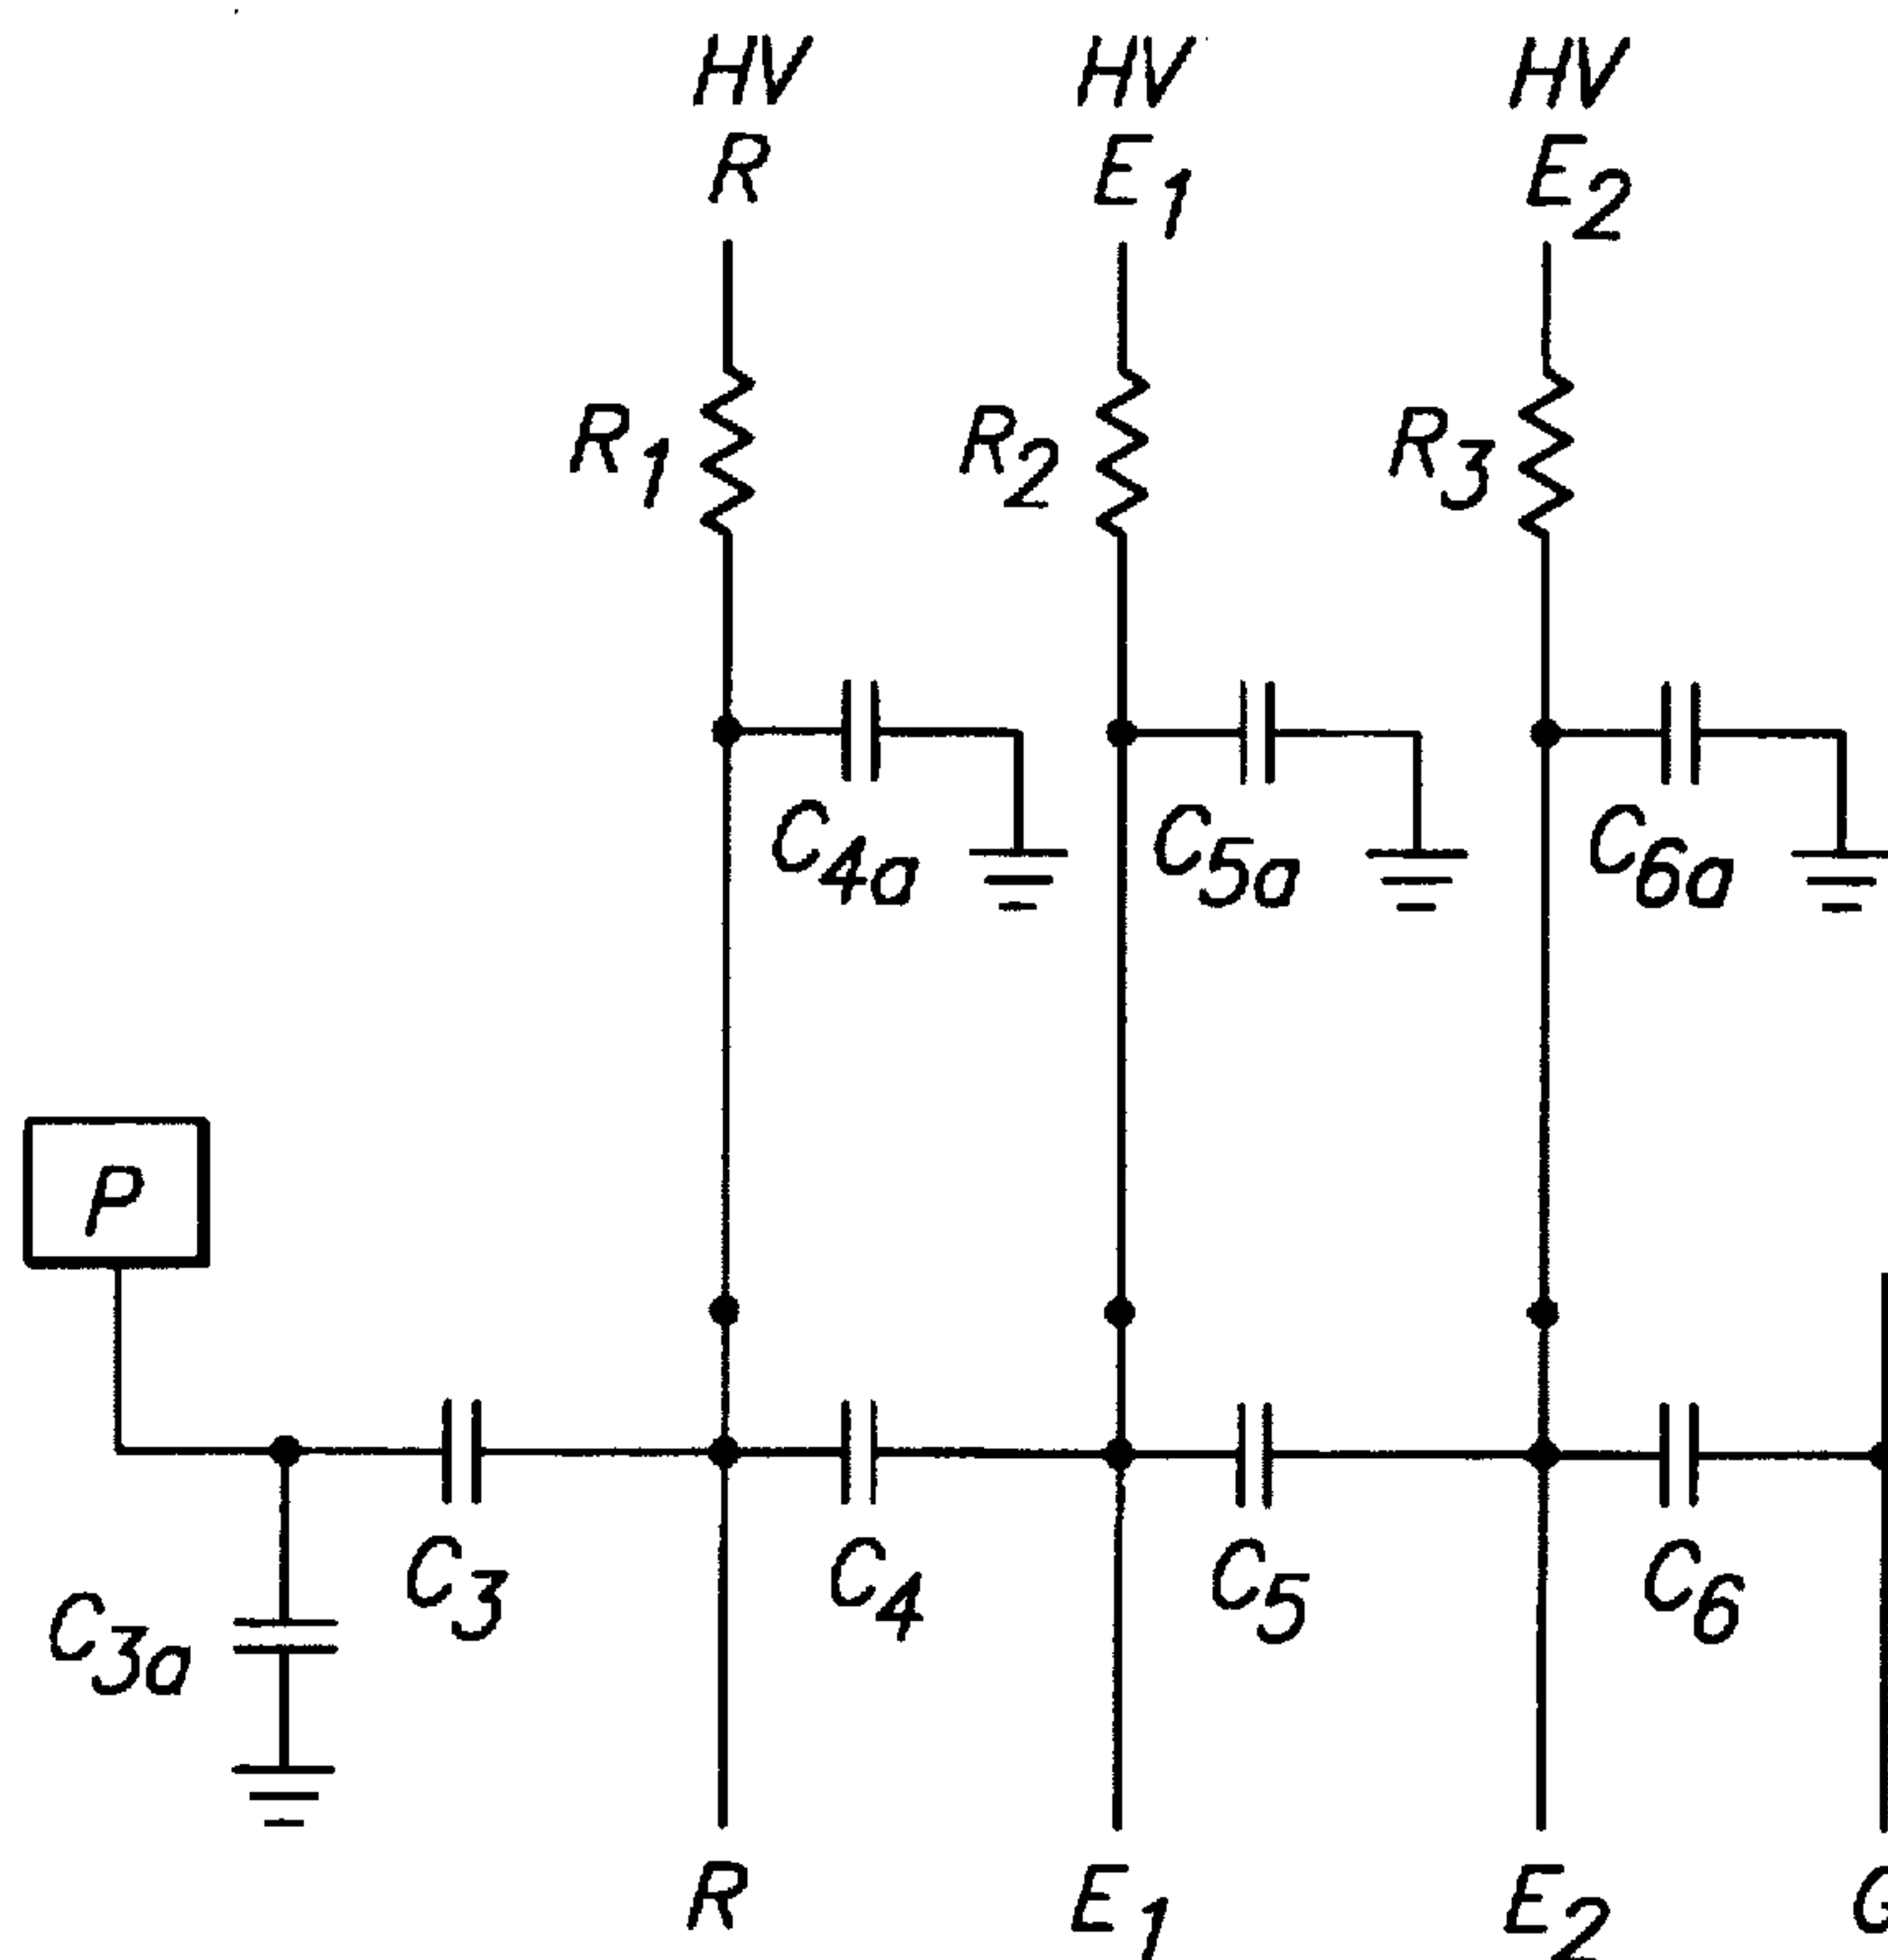 HV HV HV
R E1 E2
R1 R2 R3
C4a C5a C6a
P
C3 C4 C5 C6
C3a
R E1 E2 G